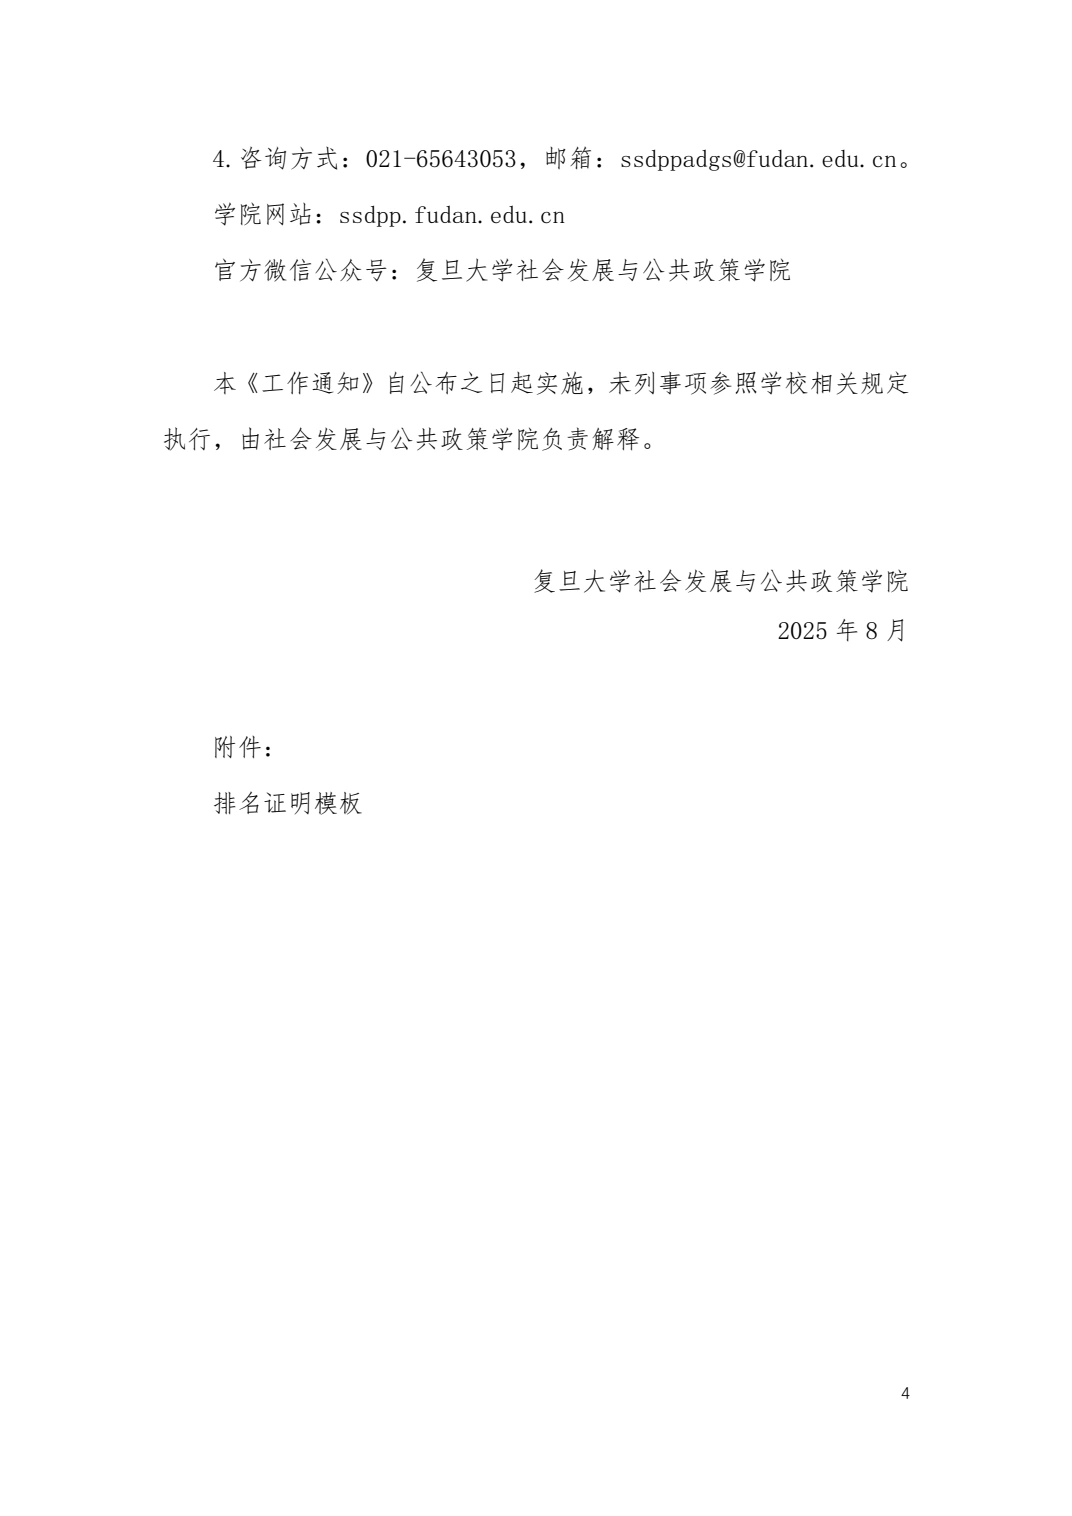 4.咨询方式：021-65643053，邮箱：ssdppadgs@fudan.edu.cn。
学院网站：ssdpp.fudan.edu.cn
官方微信公众号：复旦大学社会发展与公共政策学院
本《工作通知》自公布之日起实施，未列事项参照学校相关规定
执行，由社会发展与公共政策学院负责解释。
复旦大学社会发展与公共政策学院
2025 年 8 月
附件：
排名证明模板
4